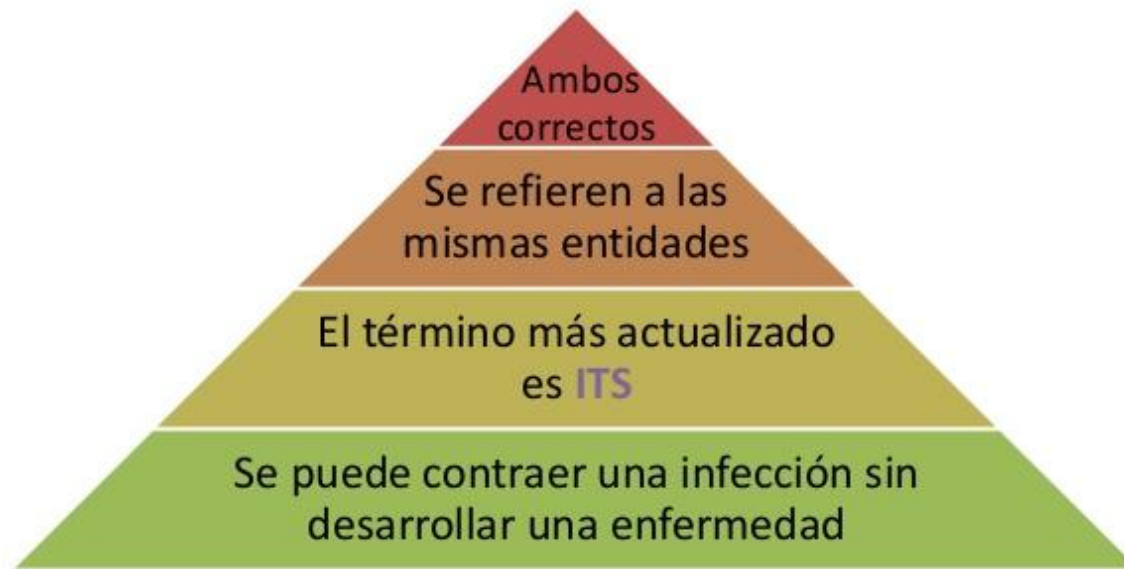 Ambos
correctos
Se refieren a las
mismas entidades
El término más actualizado
es ITS
Se puede contraer una infección sin
desarrollar una enfermedad